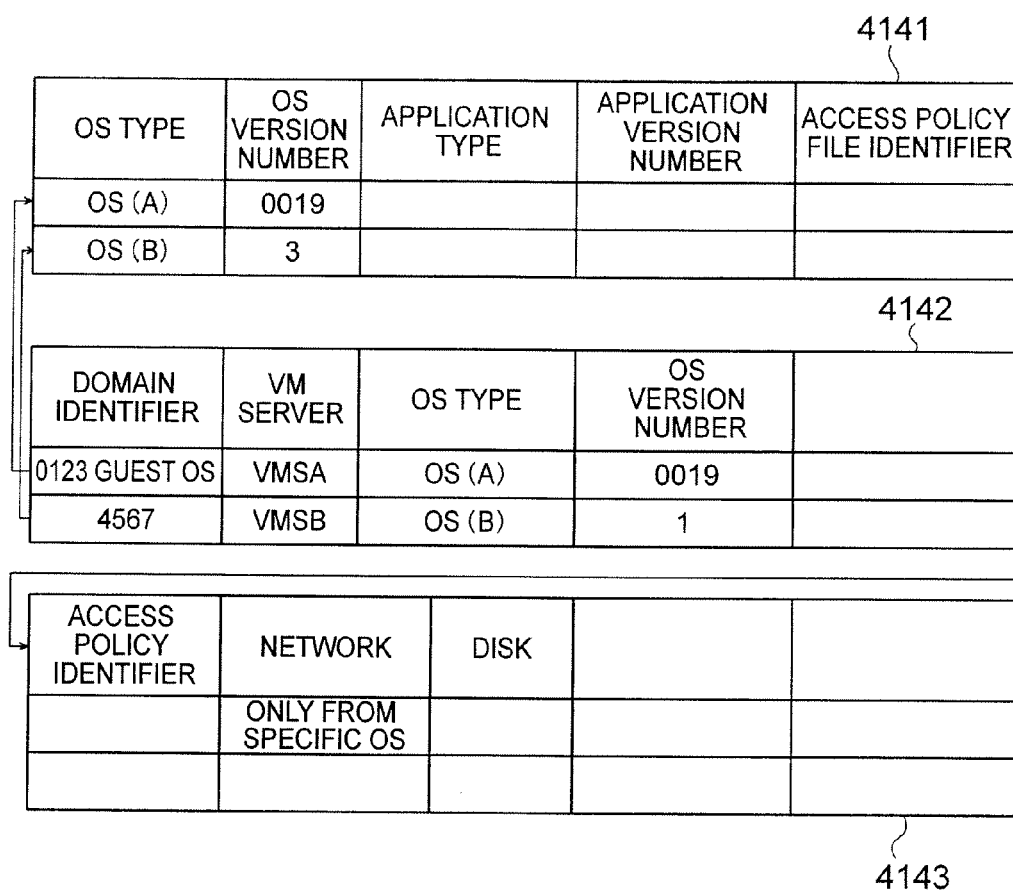 4141
OS TYPE
OS
VERSION
NUMBER
APPLICATION
TYPE
APPLICATION
VERSION
NUMBER
ACCESS POLICY
FILE IDENTIFIER
OS (A)
0019
OS (B)
3
4142
DOMAIN
IDENTIFIER
VM
SERVER
OS TYPE
OS
VERSION
NUMBER
0123 GUEST OS
VMSA
OS (A)
0019
4567
VMSB
OS (B)
1
ACCESS
POLICY
IDENTIFIER
NETWORK
DISK
ONLY FROM
SPECIFIC OS
4143